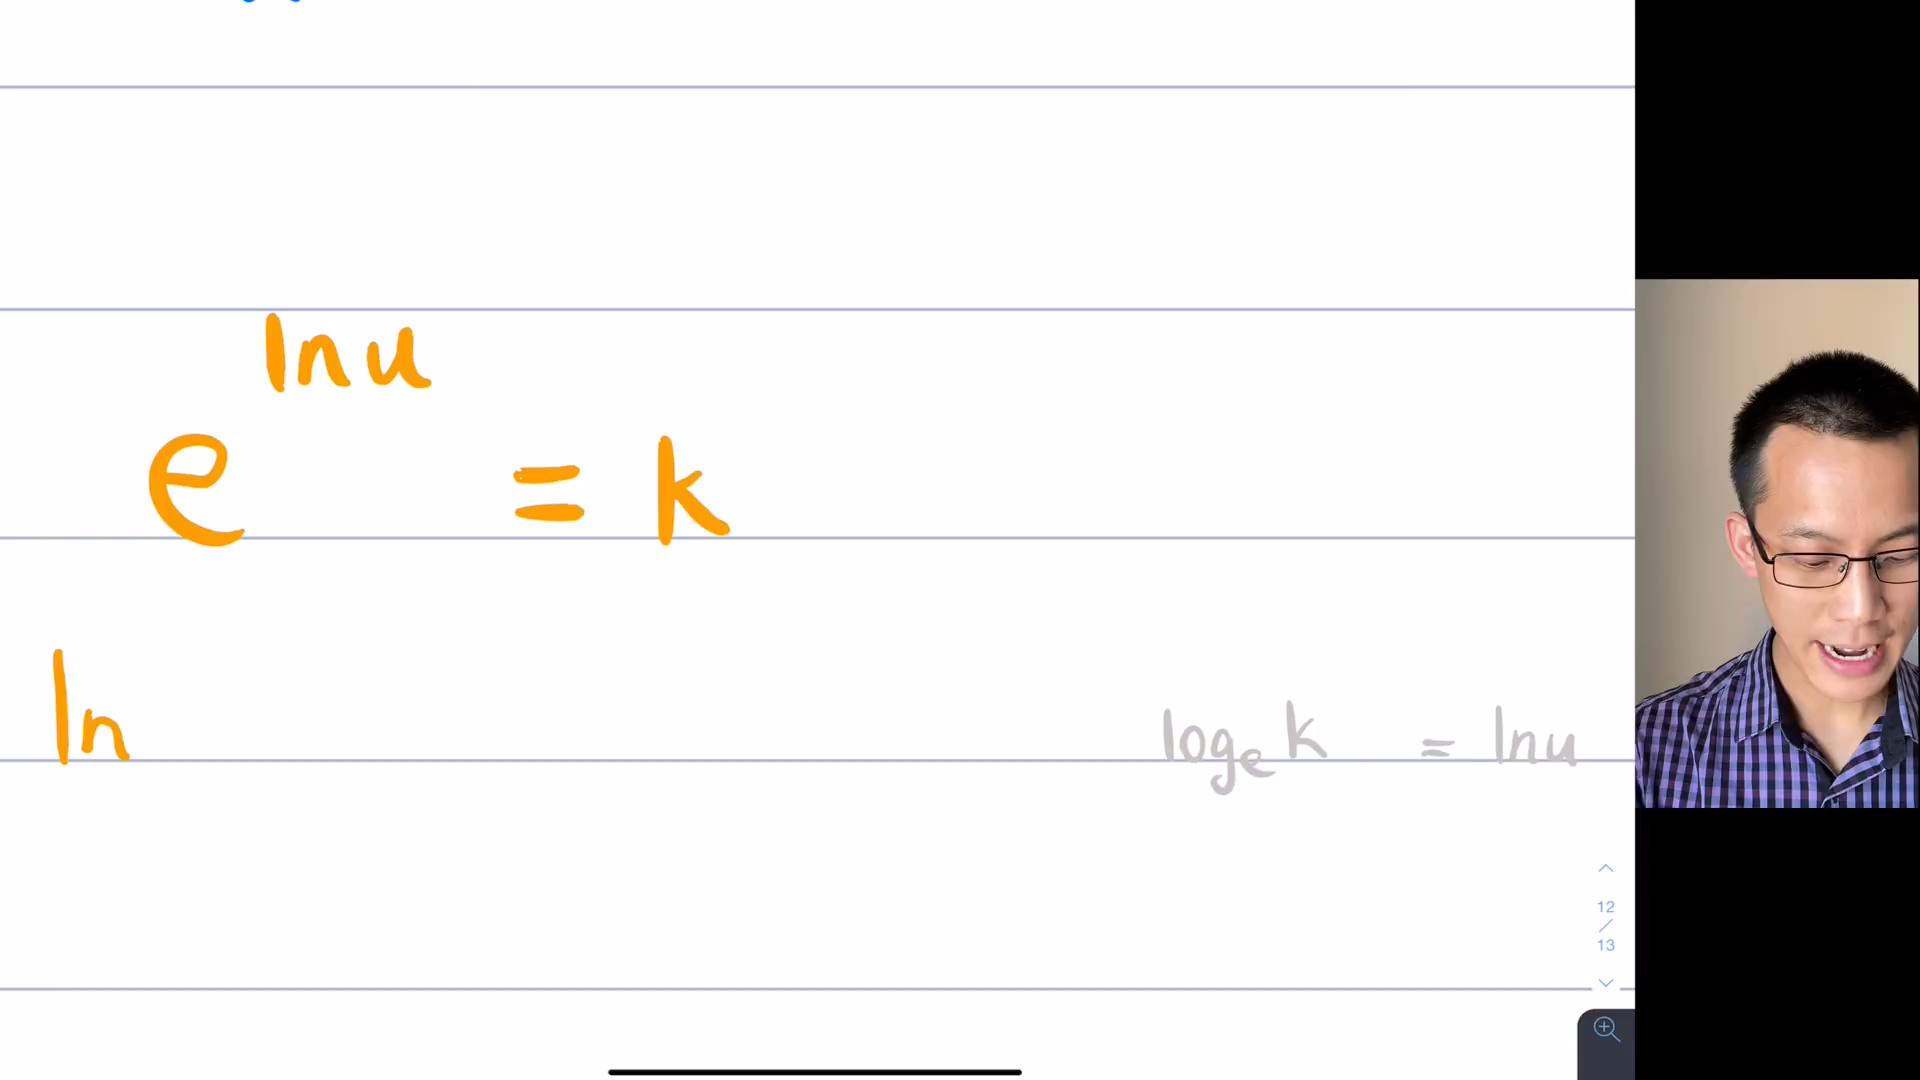 e^{ln u} = k
ln
log_e k = ln u
12
/
13